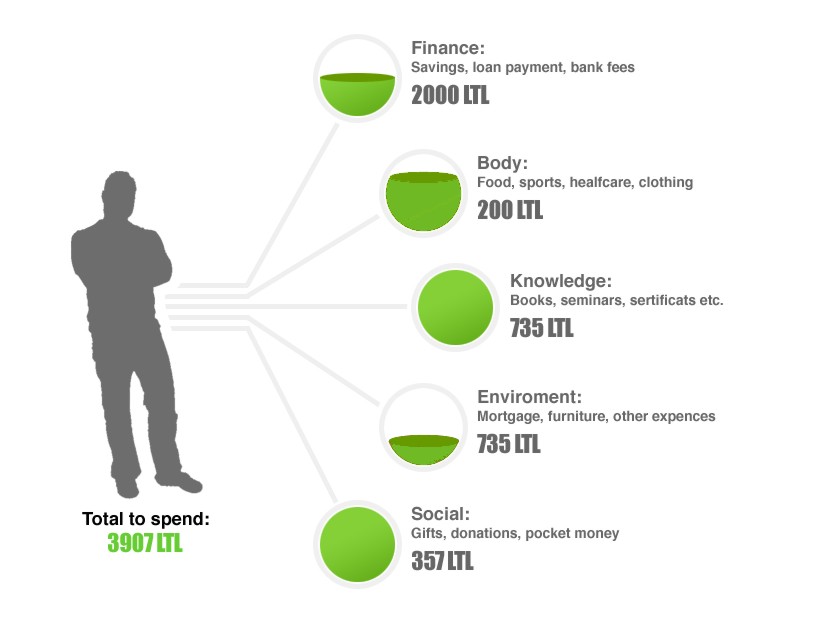 Finance:
Savings, loan payment, bank fees
2000 LTL
Body:
Food, sports, healfcare, clothing
200 LTL
Knowledge:
Books, seminars, sertificats etc.
735 LTL
Enviroment:
Mortgage, furniture, other expences
735 LTL
Social:
Gifts, donations, pocket money
357 LTL
Total to spend:
3907 LTL